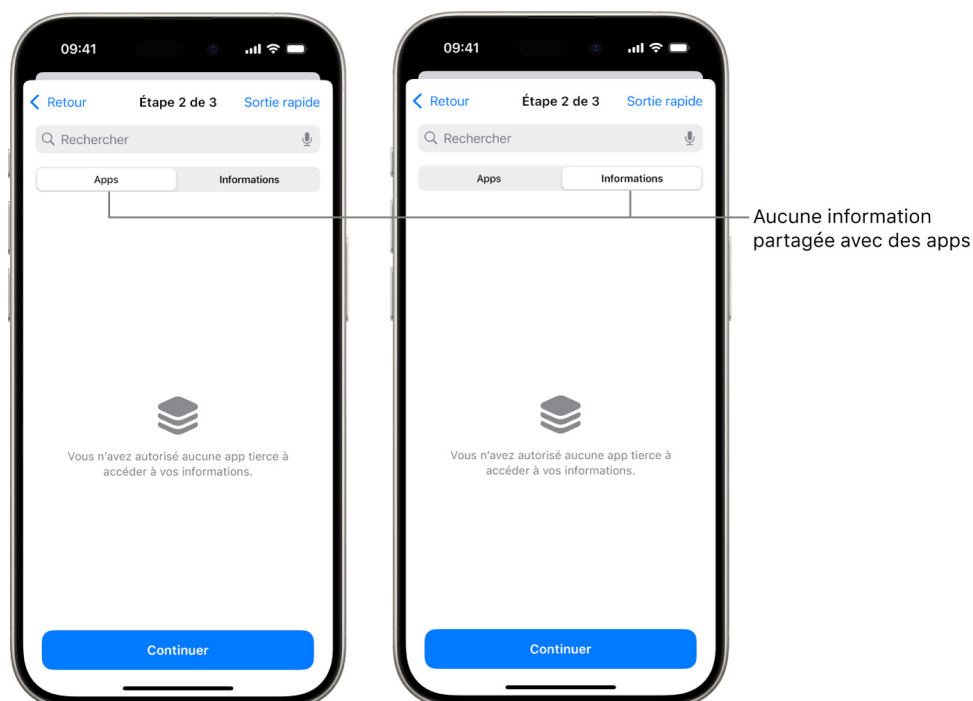 09:41
Retour
Étape 2 de 3
Sortie rapide
Rechercher
Apps
Informations
Vous n'avez autorisé aucune app tierce à
accéder à vos informations.
Continuer
09:41
Retour
Étape 2 de 3
Sortie rapide
Rechercher
Apps
Informations
Vous n'avez autorisé aucune app tierce à
accéder à vos informations.
Continuer
Aucune information
partagée avec des apps